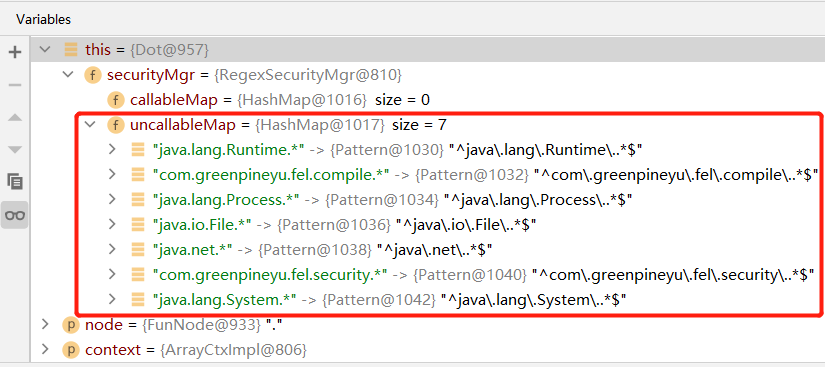 Variables
this = {Dot@957}
f securityMgr = {RegexSecurityMgr@810}
f callableMap = {HashMap@1016} size = 0
f uncallableMap = {HashMap@1017} size = 7
"java.lang.Runtime.*" -> {Pattern@1030} "^java\.lang\.Runtime\..*$"
"com.greenpineyu.fel.compile.*" -> {Pattern@1032} "^com\.greenpineyu\.fel\.compile\..*$"
"java.lang.Process.*" -> {Pattern@1034} "^java\.lang\.Process\..*$"
"java.io.File.*" -> {Pattern@1036} "^java\.io\.File\..*$"
"java.net.*" -> {Pattern@1038} "^java\.net\..*$"
"com.greenpineyu.fel.security.*" -> {Pattern@1040} "^com\.greenpineyu\.fel\.security\..*$"
"java.lang.System.*" -> {Pattern@1042} "^java\.lang\.System\..*$"
p node = {FunNode@933} "."
p context = {ArrayCtxImpl@806}